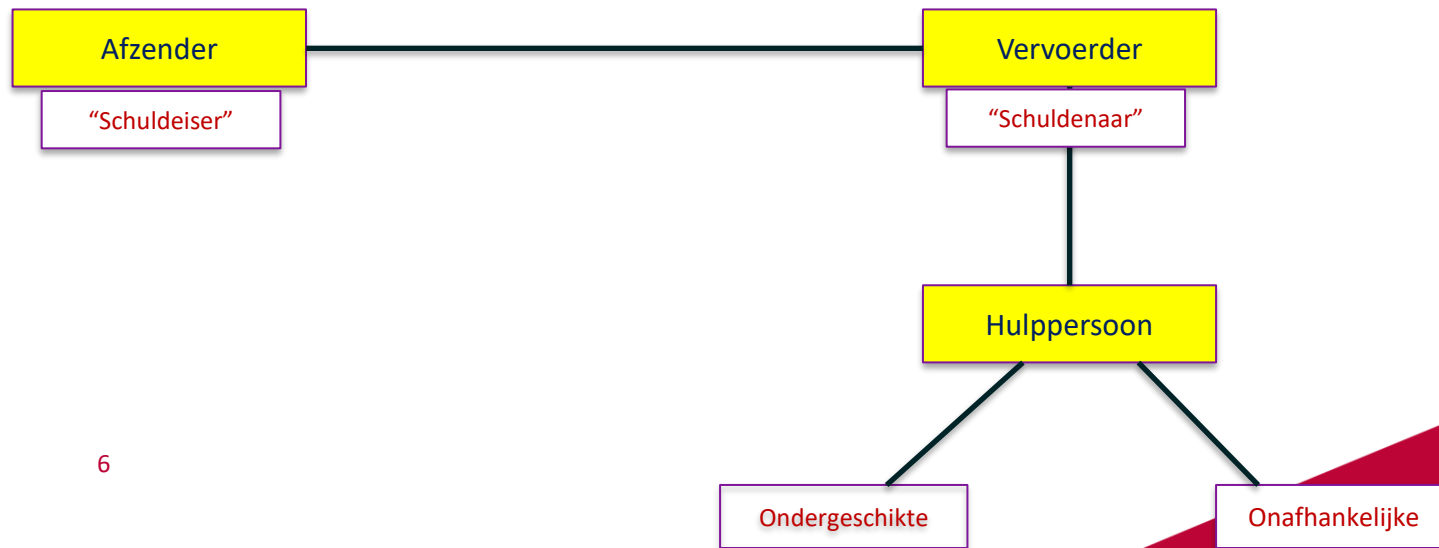 Afzender
Vervoerder
“Schuldeiser”
“Schuldenaar”
Hulppersoon
6
Ondergeschikte
Onafhankelijke